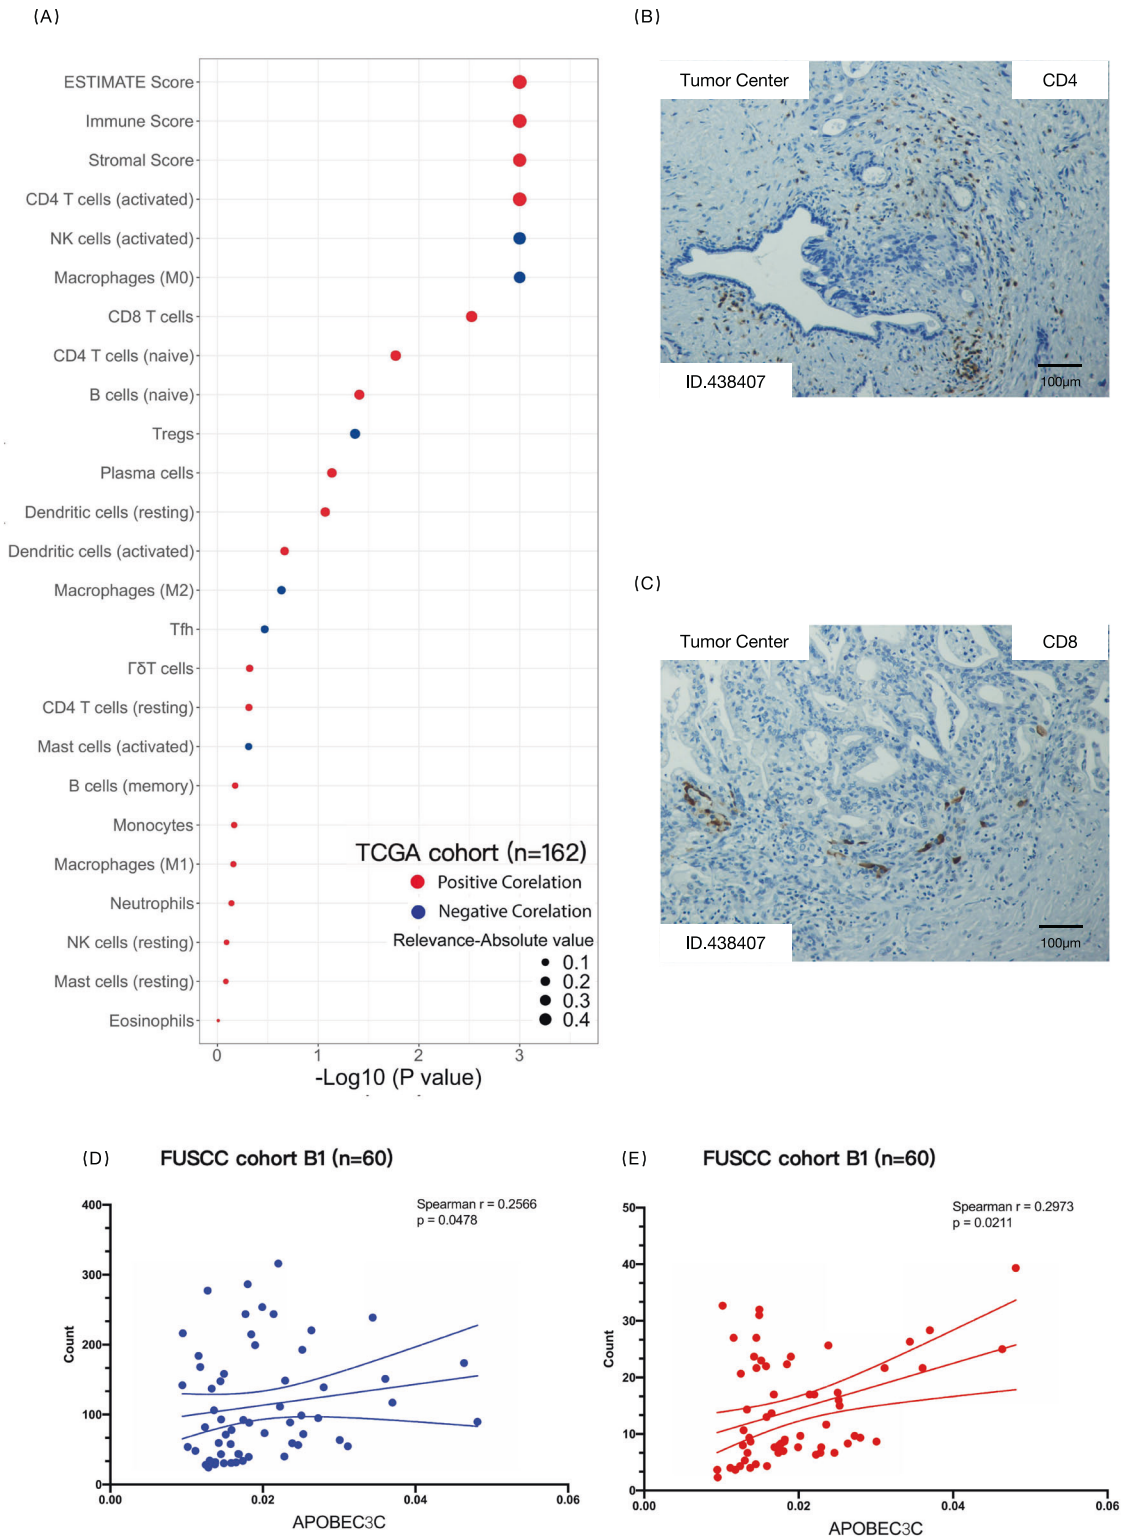 (A)
ESTIMATE Score
Immune Score
Stromal Score
CD4 T cells (activated)
NK cells (activated)
Macrophages (M0)
CD8 T cells
CD4 T cells (naive)
B cells (naive)
Tregs
Plasma cells
Dendritic cells (resting)
Dendritic cells (activated)
Macrophages (M2)
Tfh
ΓδT cells
CD4 T cells (resting)
Mast cells (activated)
B cells (memory)
Monocytes
Macrophages (M1)
Neutrophils
NK cells (resting)
Mast cells (resting)
Eosinophils
TCGA cohort (n=162)
Positive Corelation
Negative Corelation
Relevance-Absolute value
0.1
0.2
0.3
0.4
0 1 2 3
-Log10 (P value)
(B)
Tumor Center
CD4
ID.438407
100μm
(C)
Tumor Center
CD8
ID.438407
100μm
(D)
FUSCC cohort B1 (n=60)
Spearman r = 0.2566
p = 0.0478
400
300
200
100
0
Count
0.00 0.02 0.04 0.06
APOBEC3C
(E)
FUSCC cohort B1 (n=60)
Spearman r = 0.2973
p = 0.0211
50
40
30
20
10
0
Count
0.00 0.02 0.04 0.06
APOBEC3C